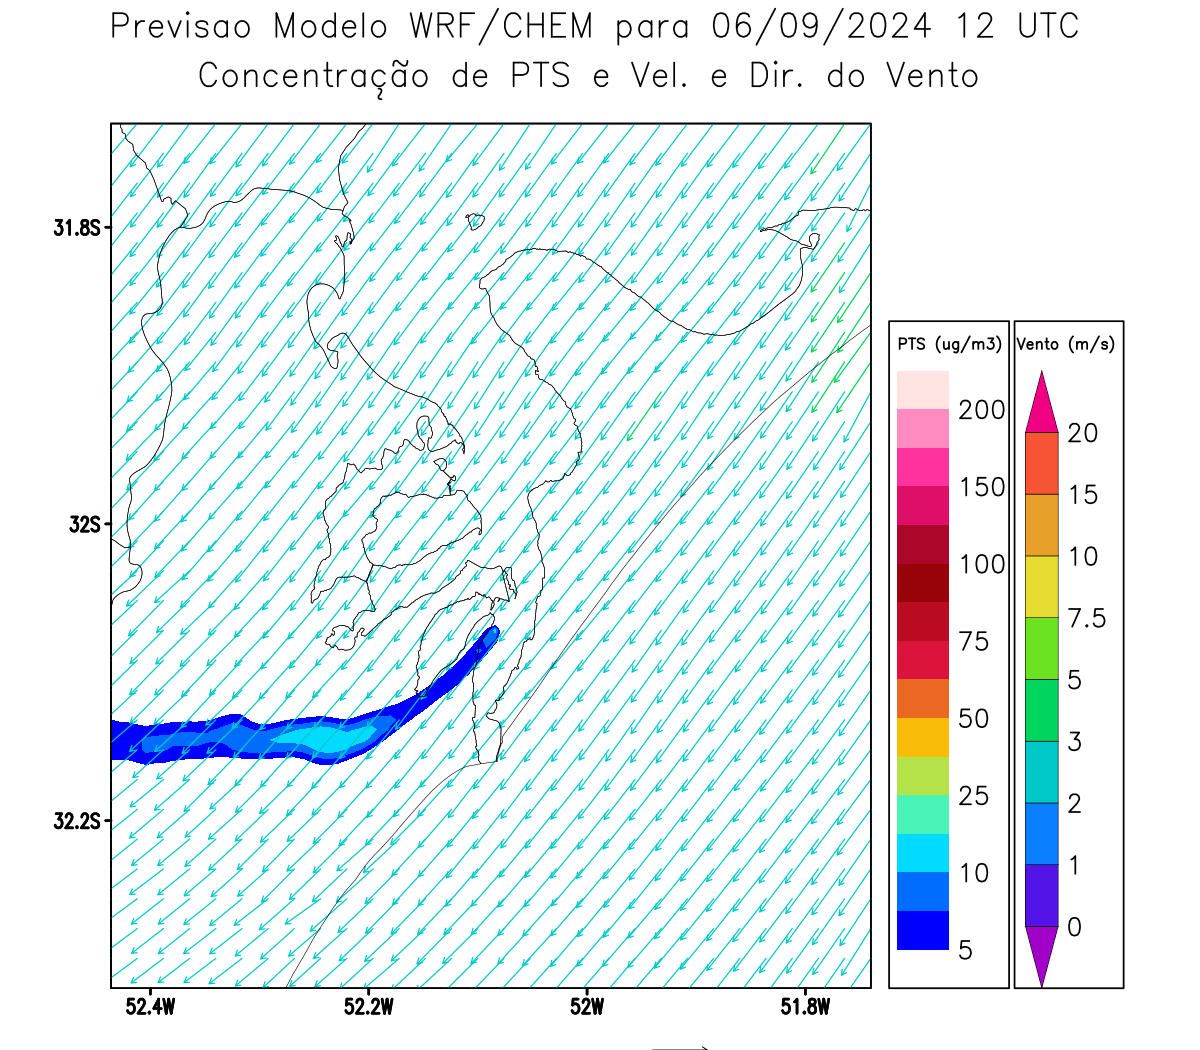 Previsao Modelo WRF/CHEM para 06/09/2024 12 UTC
Concentração de PTS e Vel. e Dir. do Vento
31.8S
32S
32.2S
52.4W
52.2W
52W
51.8W
PTS (ug/m3)
200
150
100
75
50
25
10
5
Vento (m/s)
20
15
10
7.5
5
3
2
1
0